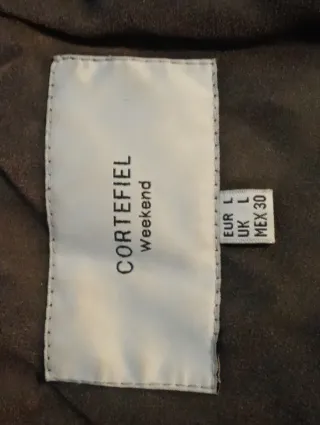 CORTEFIEL
Weekend
EUR L
UK L
MEX 30